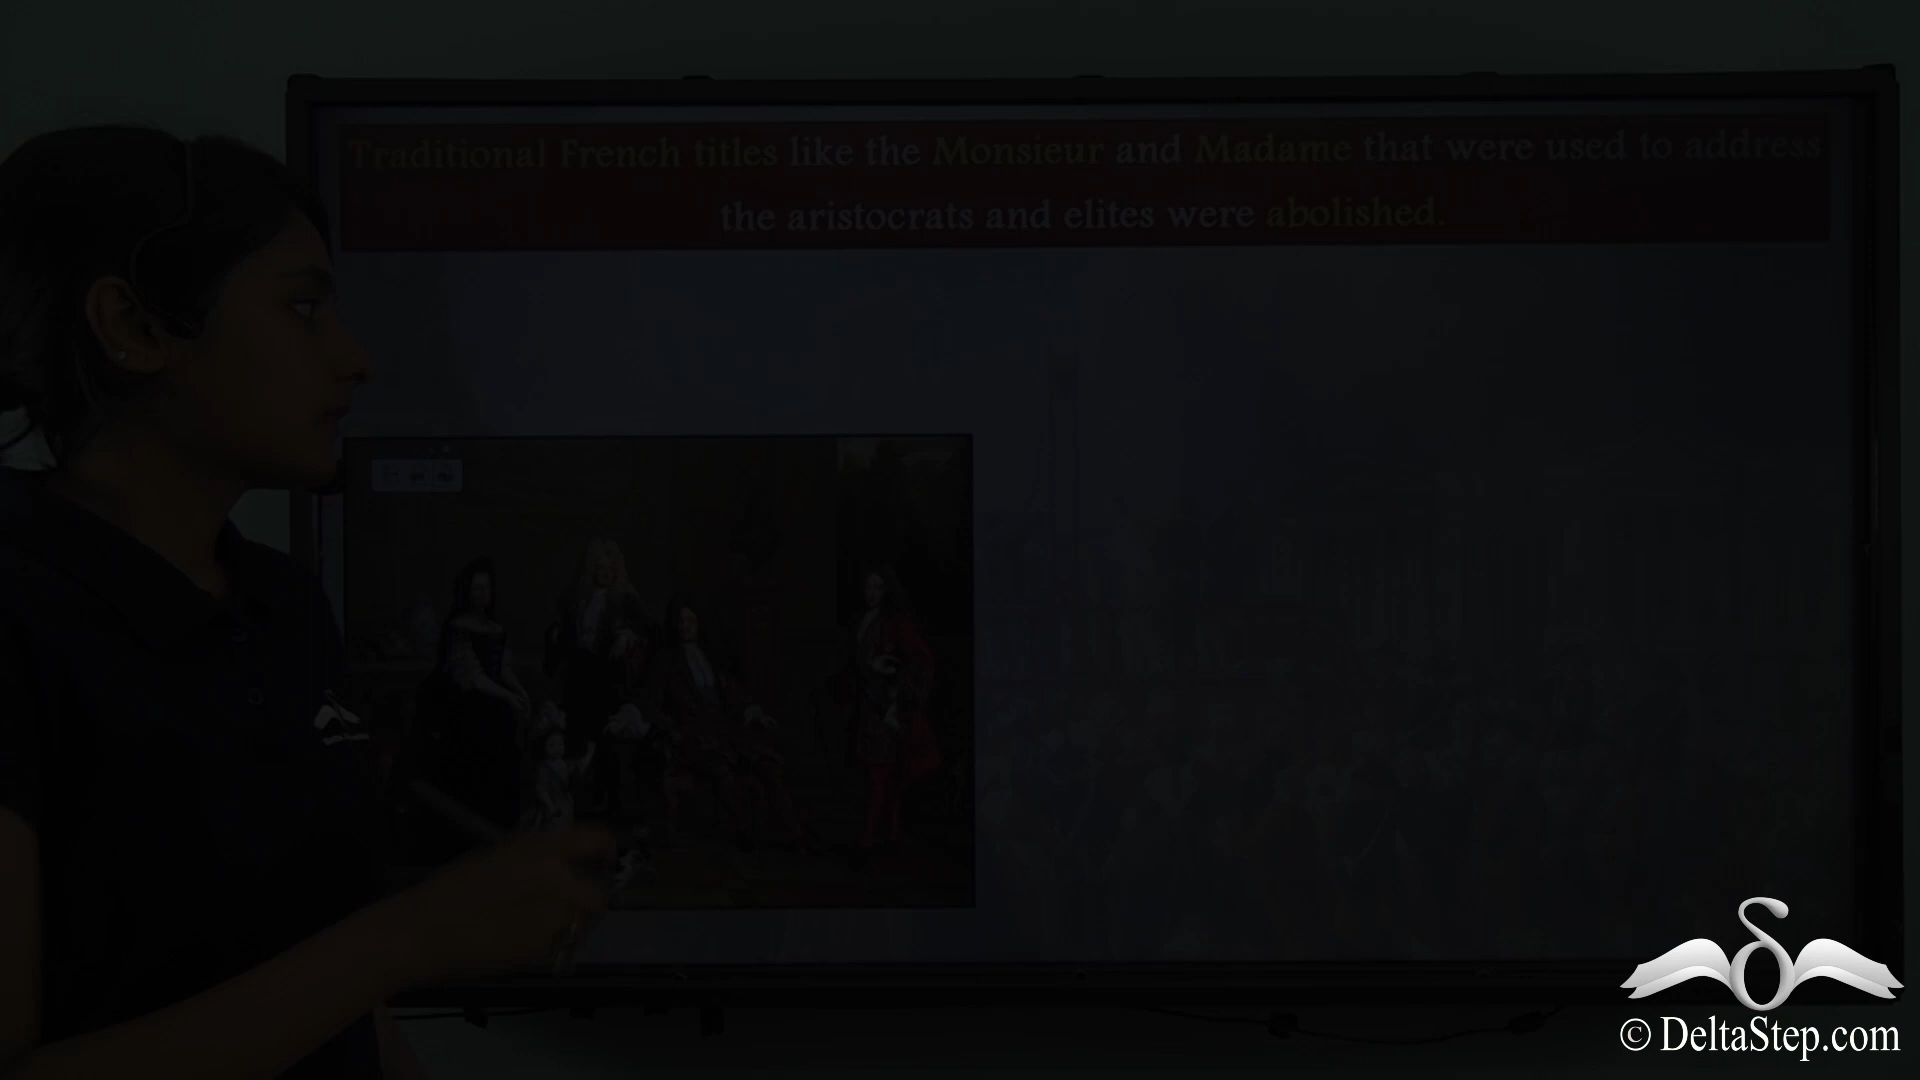 Traditional French titles like the Monsieur and Madame that were used to address
the aristocrats and elites were abolished.
© DeltaStep.com